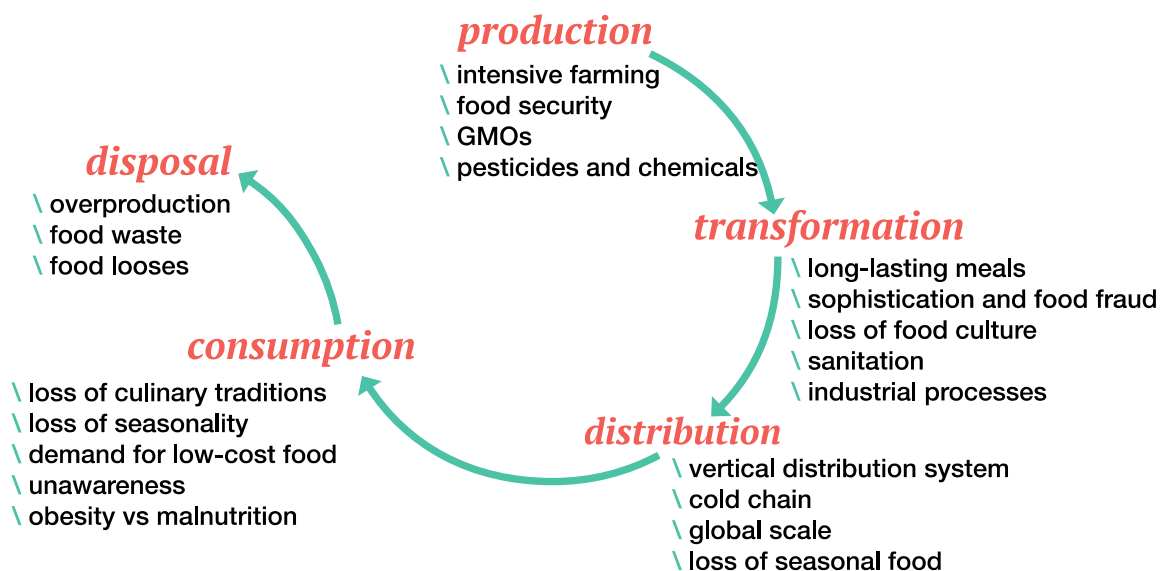 production
\ intensive farming
\ food security
\ GMOs
\ pesticides and chemicals
transformation
\ long-lasting meals
\ sophistication and food fraud
\ loss of food culture
\ sanitation
\ industrial processes
distribution
\ vertical distribution system
\ cold chain
\ global scale
\ loss of seasonal food
consumption
\ loss of culinary traditions
\ loss of seasonality
\ demand for low-cost food
\ unawareness
\ obesity vs malnutrition
disposal
\ overproduction
\ food waste
\ food looses